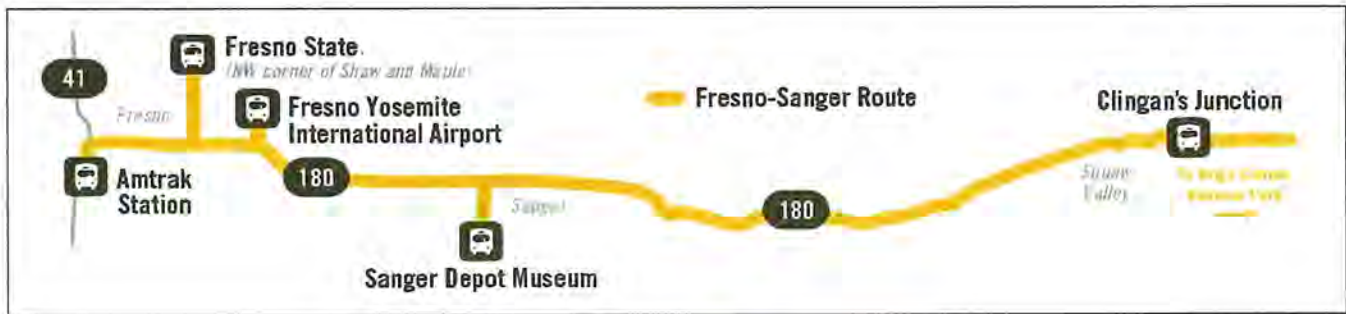 Fresno State
(NW corner of Shaw and Maple)
41
Fresno
Fresno Yosemite
International Airport
Fresno-Sanger Route
Clingan's Junction
Amtrak
Station
180
Sanger
180
Valley
Sanger Depot Museum